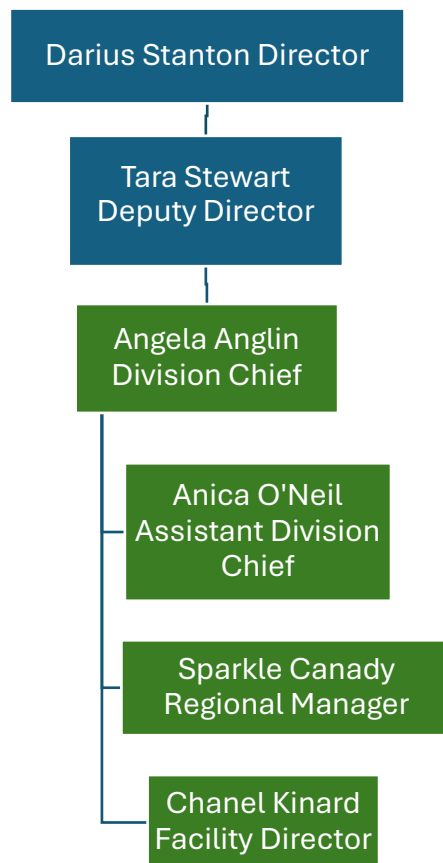 Darius Stanton Director
Tara Stewart
Deputy Director
Angela Anglin
Division Chief
Anica O'Neil
Assistant Division
Chief
Sparkle Canady
Regional Manager
Chanel Kinard
Facility Director